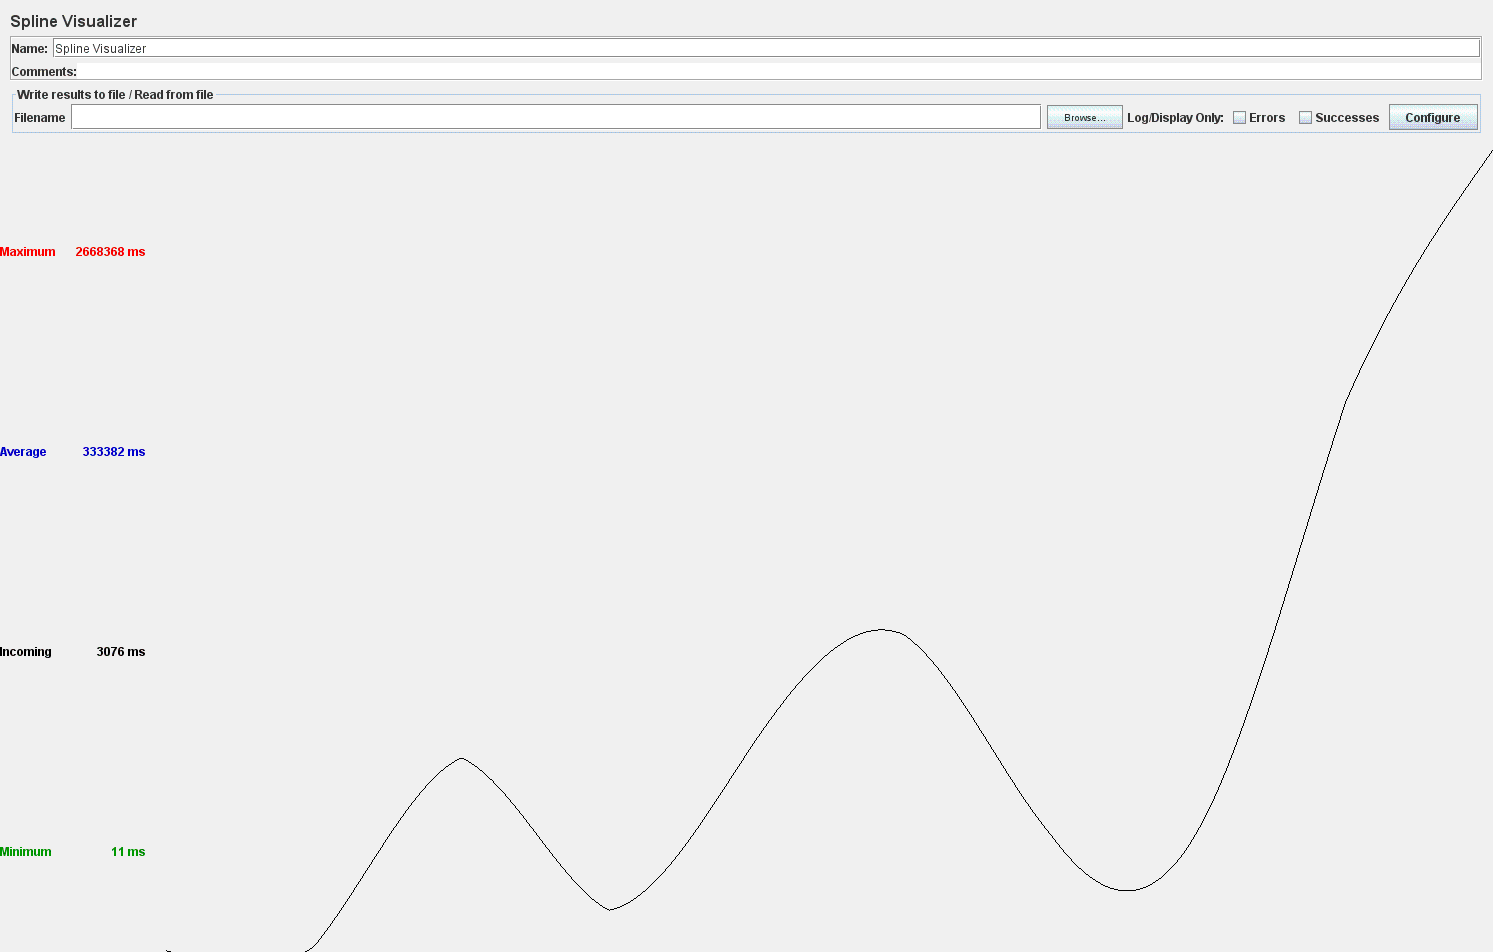 Spline Visualizer
Name: Spline Visualizer
Comments:
Write results to file / Read from file
Filename Browse... Log/Display Only: Errors Successes Configure
Maximum 2668368 ms
Average 333382 ms
Incoming 3076 ms
Minimum 11 ms